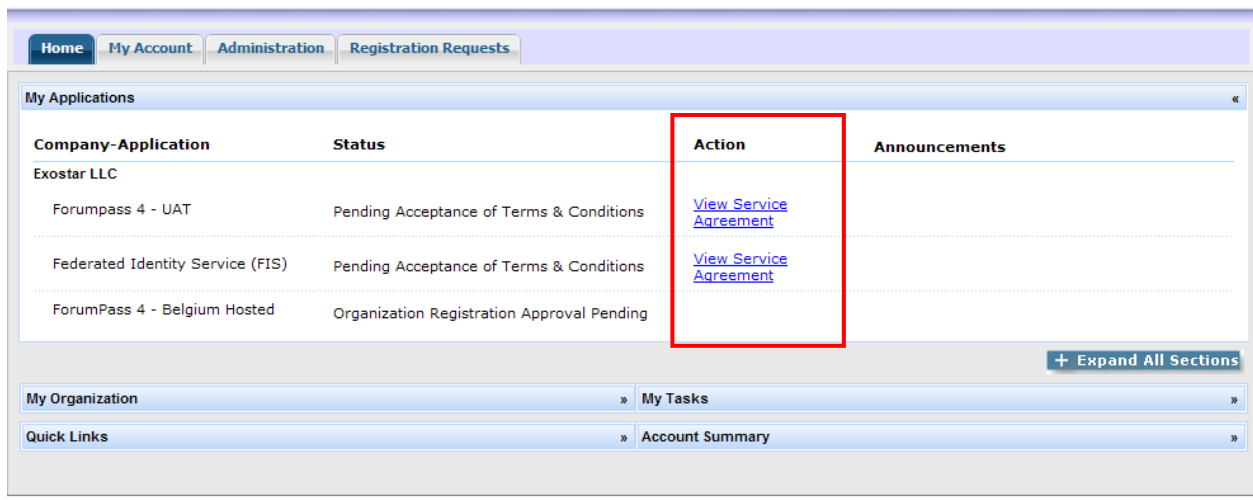 Home My Account Administration Registration Requests
My Applications «
Company-Application Status Action Announcements
Exostar LLC
Forumpass 4 - UAT Pending Acceptance of Terms & Conditions View Service
Agreement
Federated Identity Service (FIS) Pending Acceptance of Terms & Conditions View Service
Agreement
ForumPass 4 - Belgium Hosted Organization Registration Approval Pending
+ Expand All Sections
My Organization » My Tasks »
Quick Links » Account Summary »